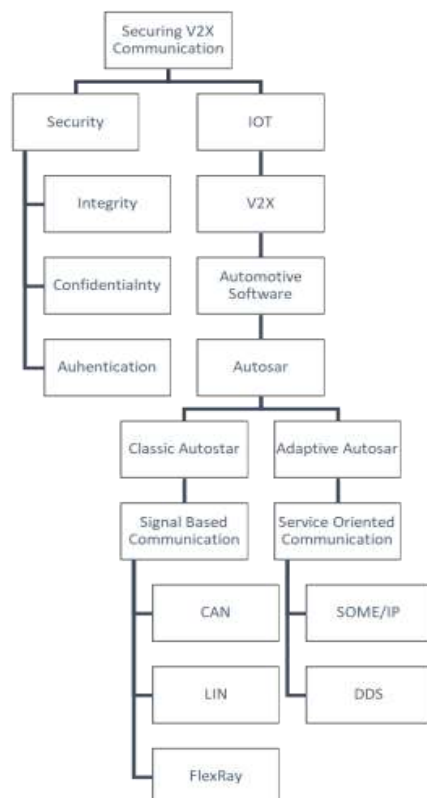 Securing V2X
Communication
Security
IOT
Integrity
V2X
Confidentialnty
Automotive
Software
Auhentication
Autosar
Classic Autostar
Adaptive Autosar
Signal Based
Communication
Service Oriented
Communication
CAN
SOME/IP
LIN
DDS
FlexRay